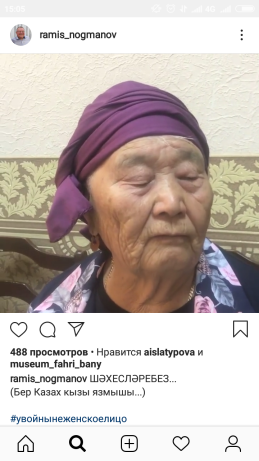 ramis_nogmanov
488 просмотров • Нравится aislatypova и
museum_fahri_bany
ramis_nogmanov ШӘХЕСЛӘРЕБЕЗ...
(Бер Казах кызы язмышы...)
#увойнынеженскоелицо